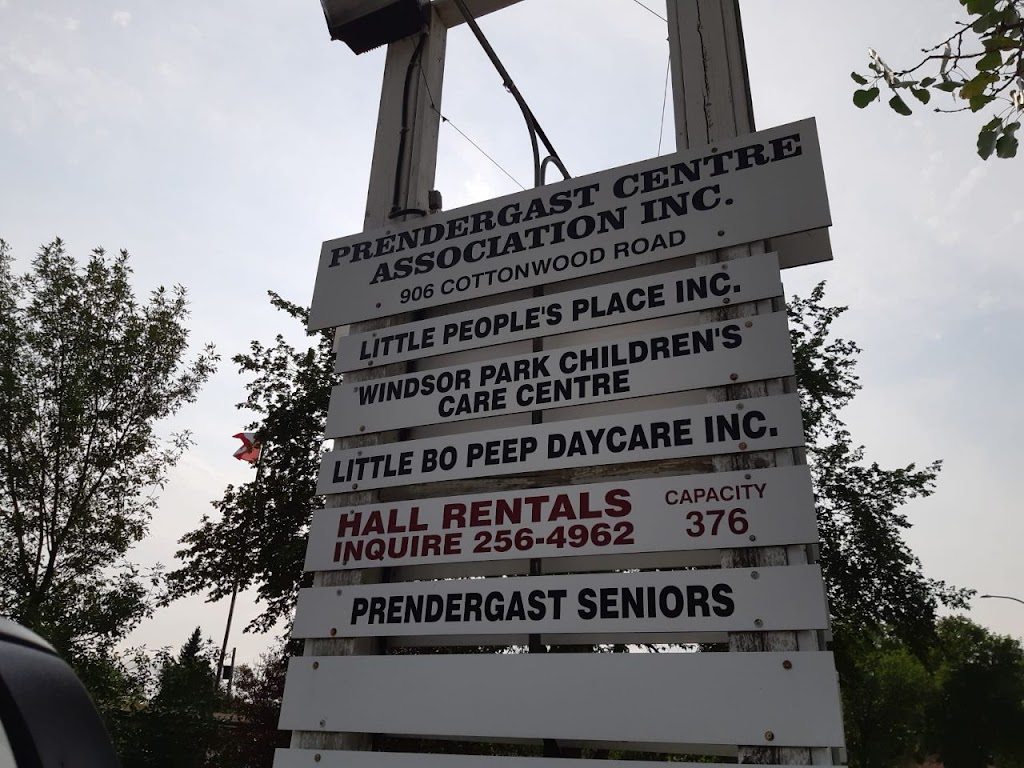 PRENDERGAST CENTRE
ASSOCIATION INC.
906 COTTONWOOD ROAD
LITTLE PEOPLE'S PLACE INC.
WINDSOR PARK CHILDREN'S
CARE CENTRE
LITTLE BO PEEP DAYCARE INC.
HALL RENTALS
INQUIRE 256-4962
CAPACITY
376
PRENDERGAST SENIORS